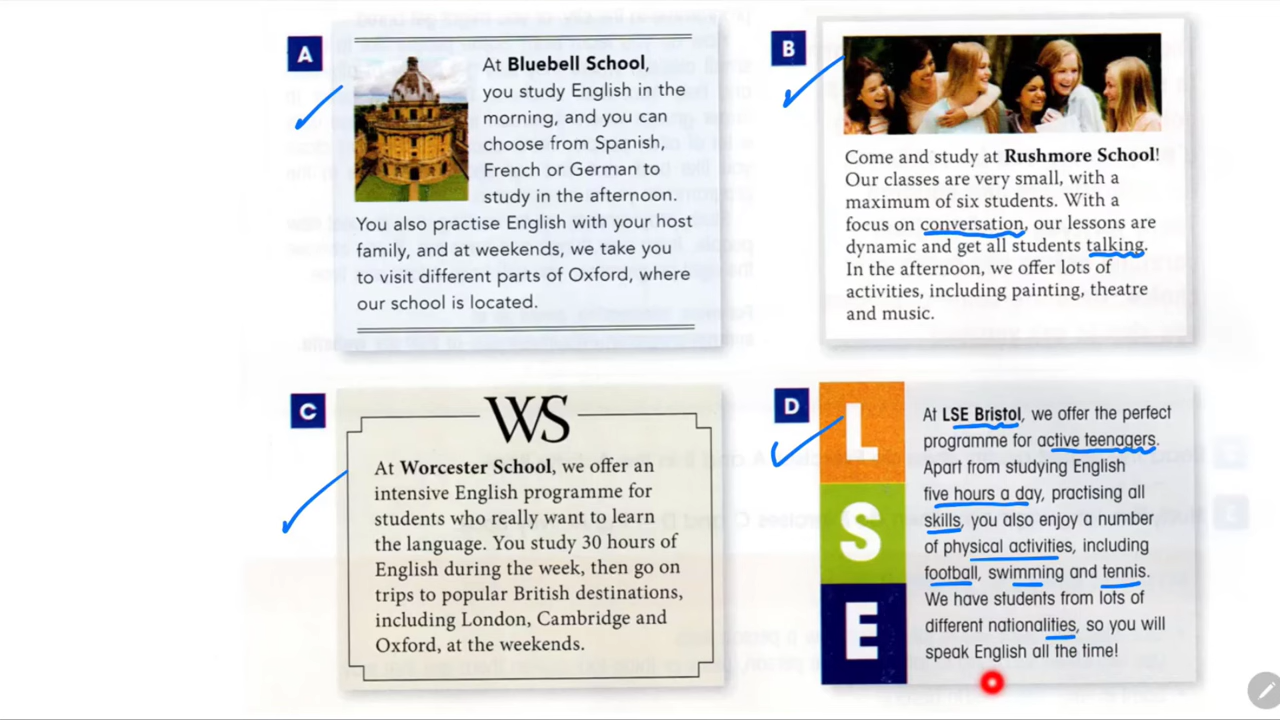 A
At Bluebell School,
you study English in the
morning, and you can
choose from Spanish,
French or German to
study in the afternoon.
You also practise English with your host
family, and at weekends, we take you
to visit different parts of Oxford, where
our school is located.
B
Come and study at Rushmore School!
Our classes are very small, with a
maximum of six students. With a
focus on conversation, our lessons are
dynamic and get all students talking.
In the afternoon, we offer lots of
activities, including painting, theatre
and music.
C
WS
At Worcester School, we offer an
intensive English programme for
students who really want to learn
the language. You study 30 hours of
English during the week, then go on
trips to popular British destinations,
including London, Cambridge and
Oxford, at the weekends.
D
L
S
E
At LSE Bristol, we offer the perfect
programme for active teenagers.
Apart from studying English
five hours a day, practising all
skills, you also enjoy a number
of physical activities, including
football, swimming and tennis.
We have students from lots of
different nationalities, so you will
speak English all the time!